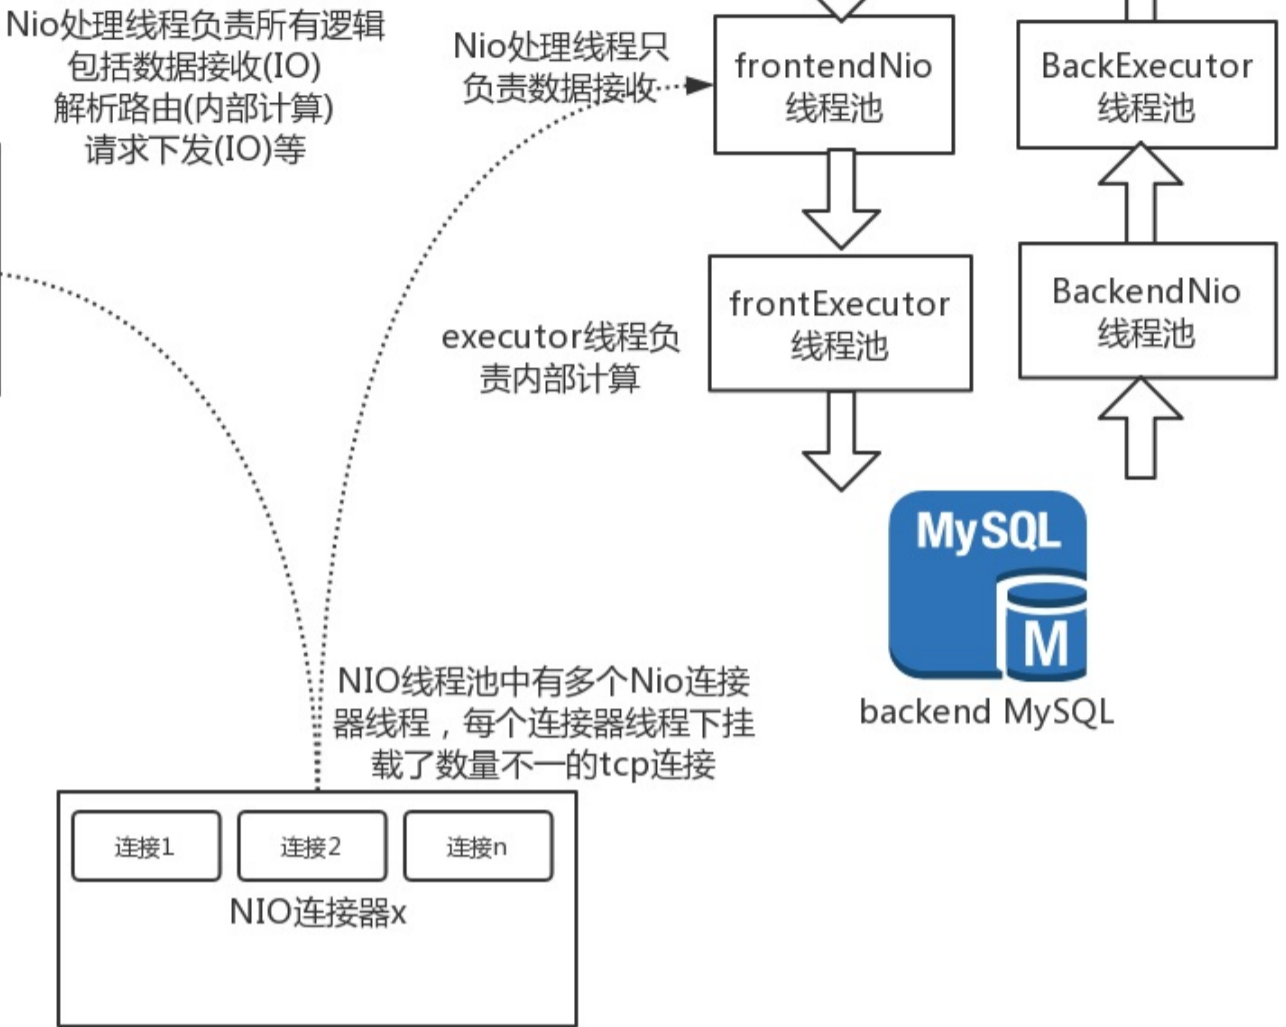 Nio处理线程负责所有逻辑
包括数据接收(IO)
解析路由(内部计算)
请求下发(IO)等
Nio处理线程只
负责数据接收
frontendNio
线程池
BackExecutor
线程池
executor线程负
责内部计算
frontExecutor
线程池
BackendNio
线程池
MySQL
M
backend MySQL
NIO线程池中有多个Nio连接
器线程，每个连接器线程下挂
载了数量不一的tcp连接
连接1
连接2
连接n
NIO连接器x